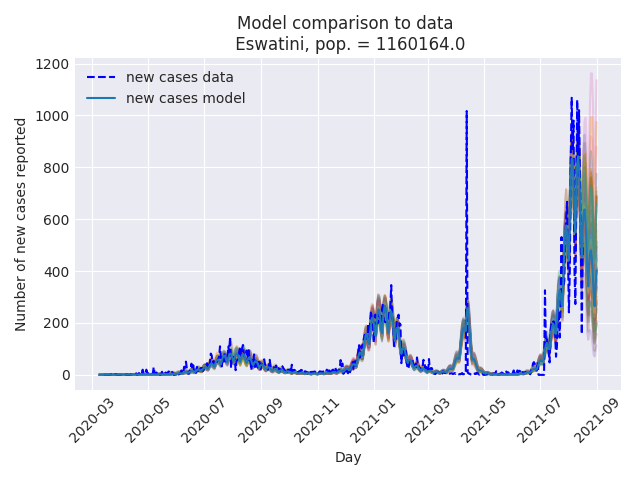 Model comparison to data
Eswatini, pop. = 1160164.0
new cases data
new cases model
Number of new cases reported
1200
1000
800
600
400
200
0
2020-03
2020-05
2020-07
2020-09
2020-11
2021-01
2021-03
2021-05
2021-07
2021-09
Day